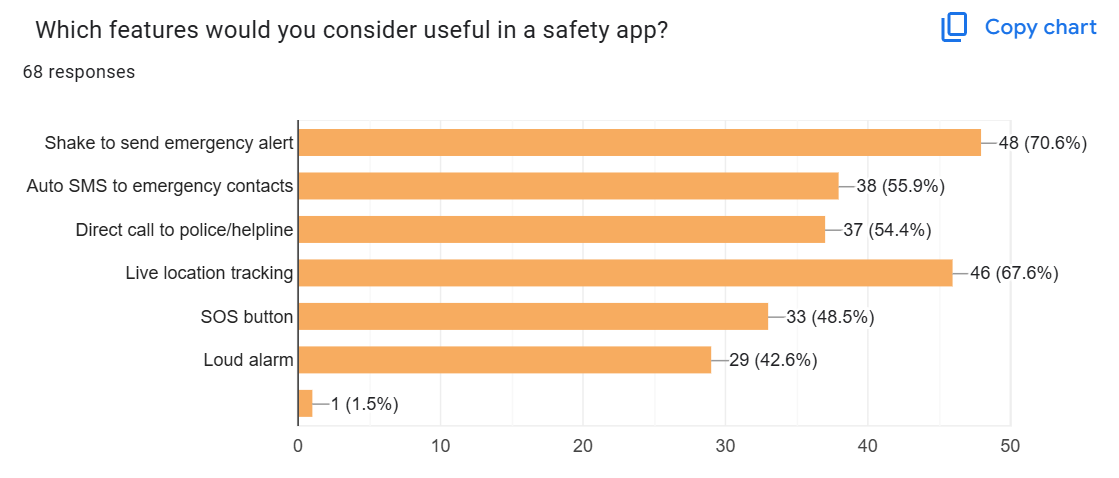 Which features would you consider useful in a safety app?
Copy chart
68 responses
Shake to send emergency alert 48 (70.6%)
Auto SMS to emergency contacts 38 (55.9%)
Direct call to police/helpline 37 (54.4%)
Live location tracking 46 (67.6%)
SOS button 33 (48.5%)
Loud alarm 29 (42.6%)
1 (1.5%)
0 10 20 30 40 50